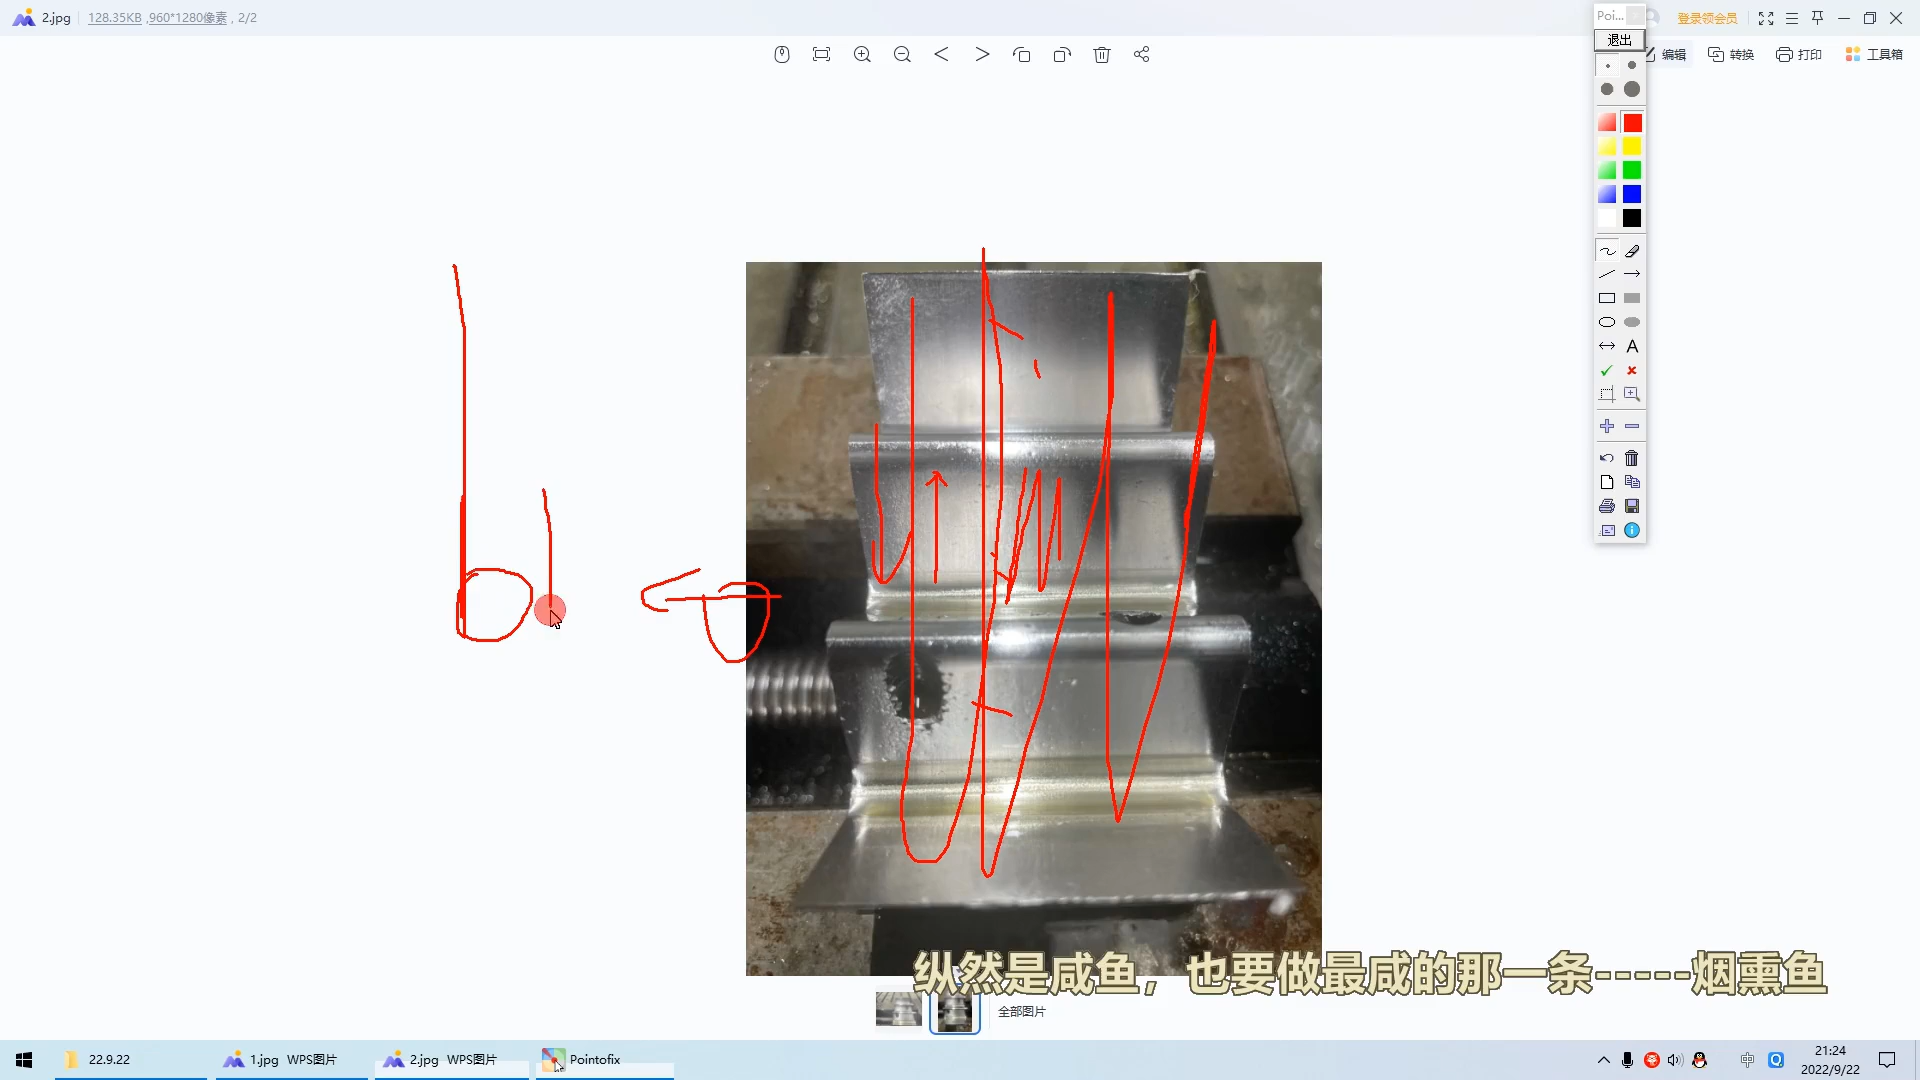 2.jpg 128.35KB ,960*1280像素 , 2/2
Poi...
登录领会员
退出
编辑 转换 打印 工具箱
A
纵然是咸鱼，也要做最咸的那一条-----烟熏鱼
全部图片
22.9.22 1.jpg WPS图片 2.jpg WPS图片 Pointofix
中
21:24
2022/9/22